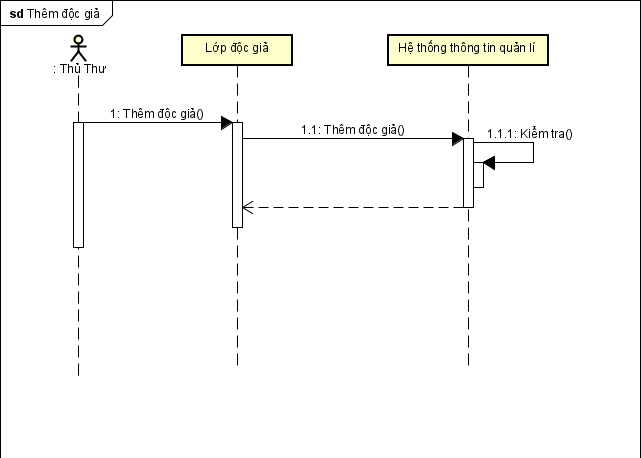 sd Thêm độc giả
: Thủ Thư
Lớp độc giả
Hệ thống thông tin quản lí
1: Thêm độc giả()
1.1: Thêm độc giả()
1.1.1: Kiểm tra()